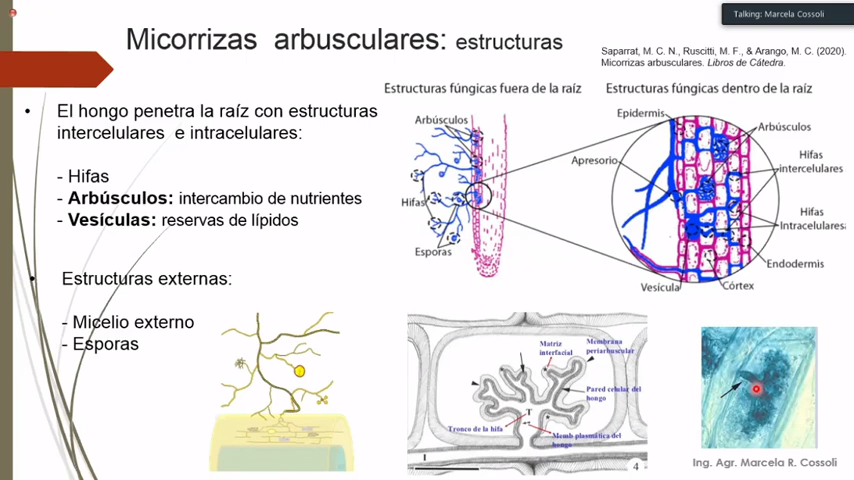 Talking: Marcela Cossoli
Micorrizas arbusculares: estructuras
Saparrat, M. C. N., Ruscitti, M. F., & Arango, M. C. (2020).
Micorrizas arbusculares. Libros de Cátedra.
• El hongo penetra la raíz con estructuras
intercelulares e intracelulares:
- Hifas
- Arbúsculos: intercambio de nutrientes
- Vesículas: reservas de lípidos
• Estructuras externas:
- Micelio externo
- Esporas
Estructuras fúngicas fuera de la raíz
Arbúsculos
Hifas
Esporas
Estructuras fúngicas dentro de la raíz
Epidermis
Arbúsculos
Apresorio
Hifas
intercelulares
Hifas
Intracelulares
Endodermis
Vesícula
Córtex
Matriz
interfacial
Membrana
periarbuscular
Pared celular del
hongo
T
Tronco de la hifa
Memb plasmática del
hongo
I
4
Ing. Agr. Marcela R. Cossoli